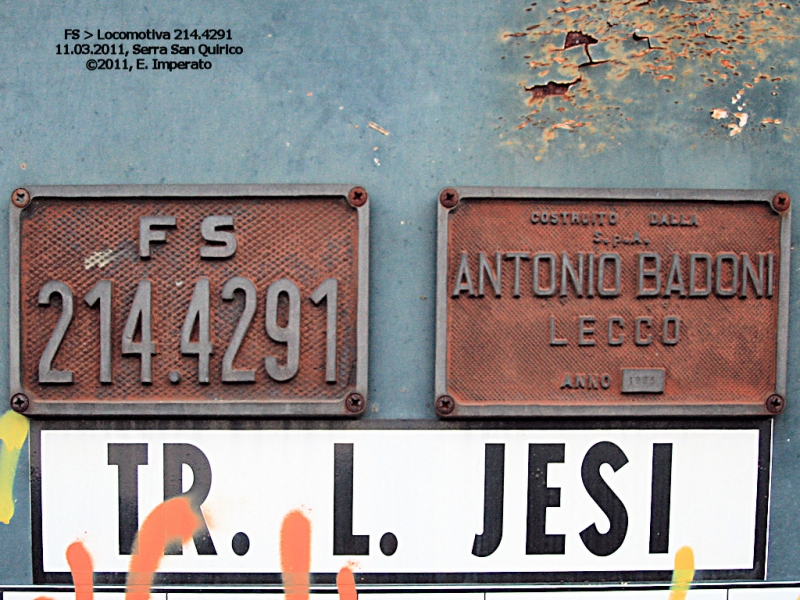 FS > Locomotiva 214.4291
11.03.2011, Serra San Quirico
©2011, E. Imperato
FS
214.4291
COSTRUITO DALLA
S.p.A.
ANTONIO BADONI
LECCO
ANNO
TR. L. JESI